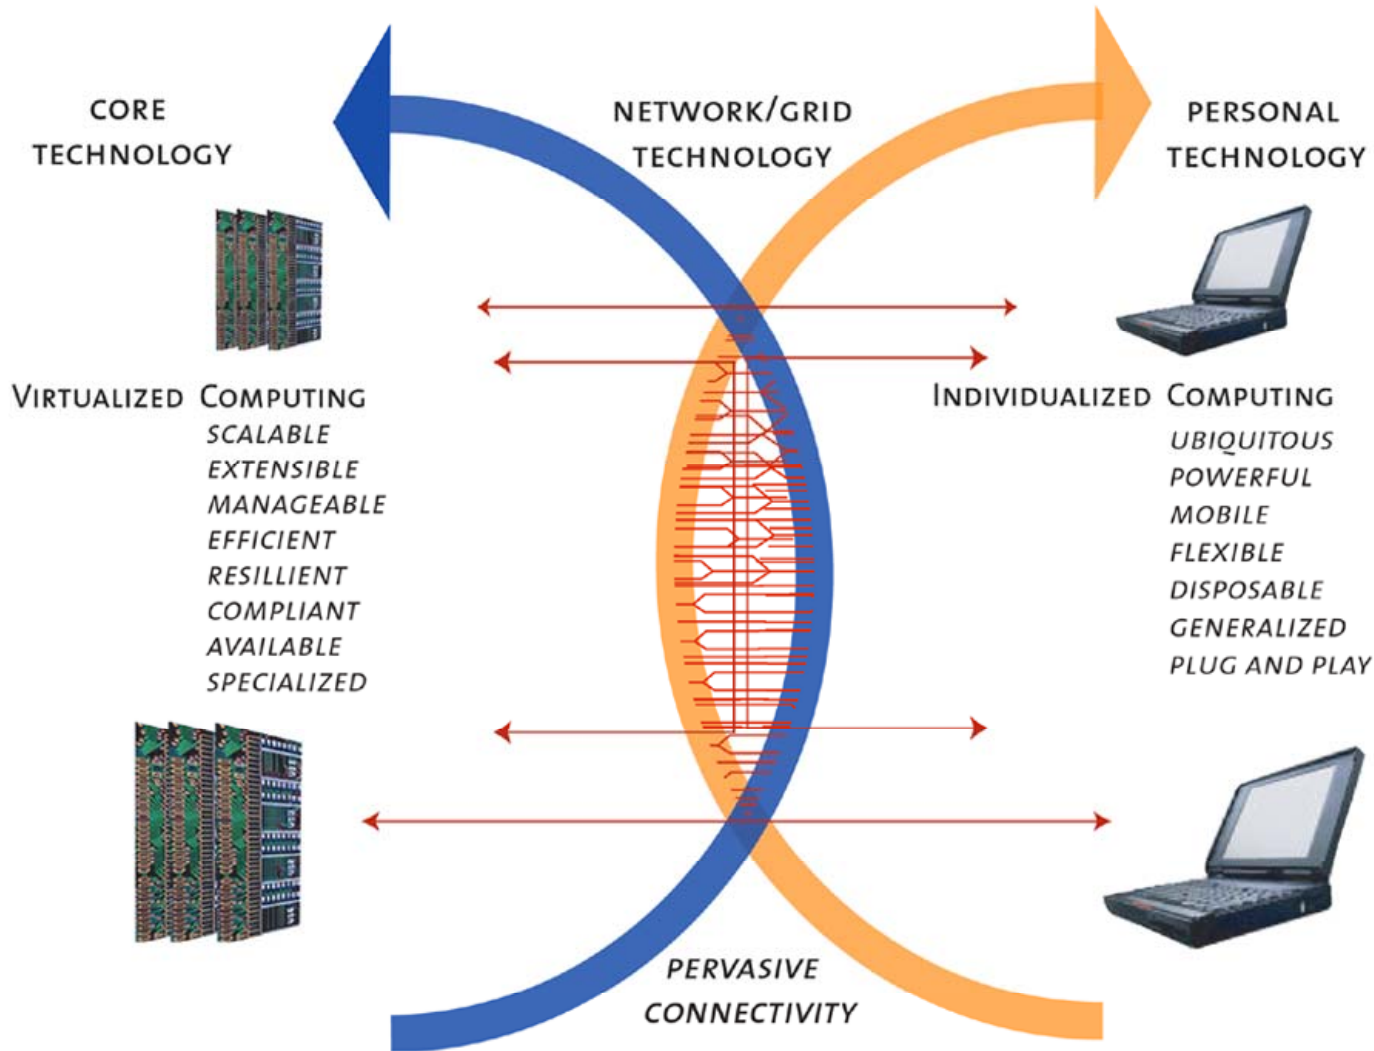 CORE
TECHNOLOGY
NETWORK/GRID
TECHNOLOGY
PERSONAL
TECHNOLOGY
VIRTUALIZED COMPUTING
SCALABLE
EXTENSIBLE
MANAGEABLE
EFFICIENT
RESILLIENT
COMPLIANT
AVAILABLE
SPECIALIZED
INDIVIDUALIZED COMPUTING
UBIQUITOUS
POWERFUL
MOBILE
FLEXIBLE
DISPOSABLE
GENERALIZED
PLUG AND PLAY
PERVASIVE
CONNECTIVITY